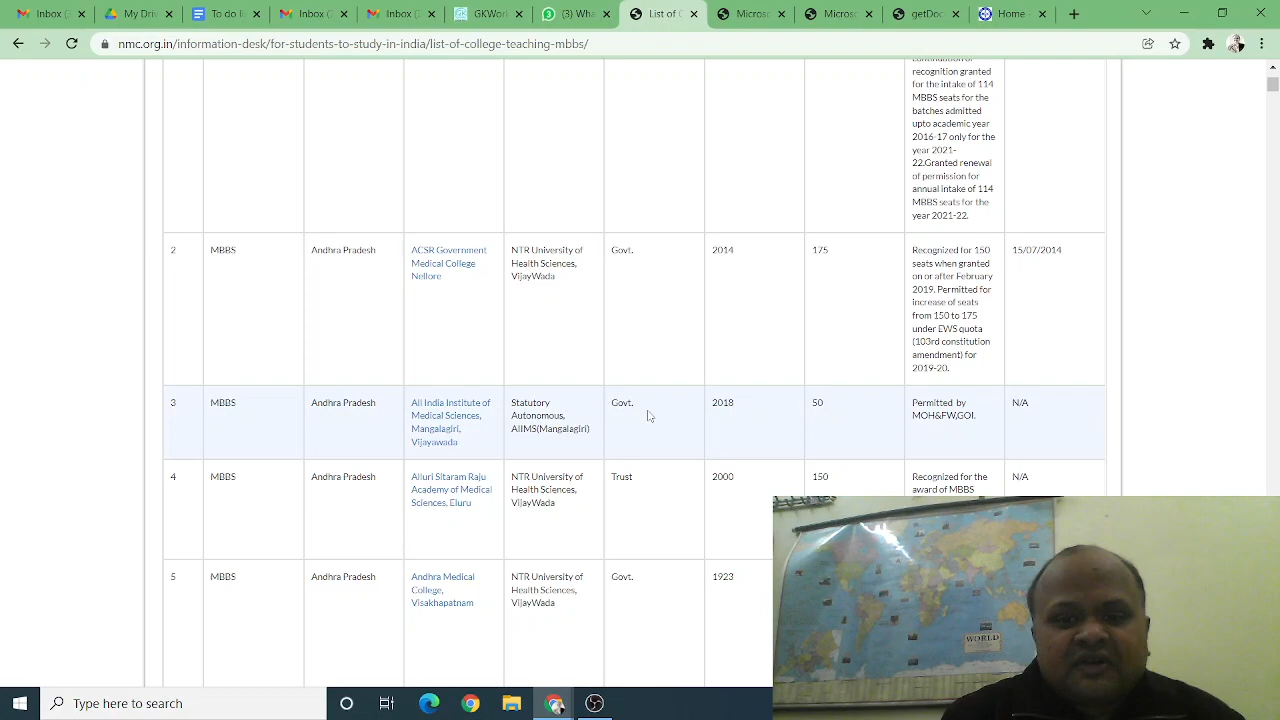 Inbox (
My Dri
To do li
Inbox G
Inbox (
GKWor
(3) Wha
List of C
Micros
Micros
getDoc
Home -
nmc.org.in/information-desk/for-students-to-study-in-india/list-of-college-teaching-mbbs/
recognition granted
for the intake of 114
MBBS seats for the
batches admitted
upto academic year
2016-17 only for the
year 2021-
22.Granted renewal
of permission for
annual intake of 114
MBBS seats for the
year 2021-22.
2
MBBS
Andhra Pradesh
ACSR Government
Medical College
Nellore
NTR University of
Health Sciences,
VijayWada
Govt.
2014
175
Recognized for 150
seats when granted
on or after February
2019. Permitted for
increase of seats
from 150 to 175
under EWS quota
(103rd constitution
amendment) for
2019-20.
15/07/2014
3
MBBS
Andhra Pradesh
All India Institute of
Medical Sciences,
Mangalagiri,
Vijayawada
Statutory
Autonomous,
AIIMS(Mangalagiri)
Govt.
2018
50
Permitted by
MOH&FW,GOI.
N/A
4
MBBS
Andhra Pradesh
Alluri Sitaram Raju
Academy of Medical
Sciences, Eluru
NTR University of
Health Sciences,
VijayWada
Trust
2000
150
Recognized for the
award of MBBS
N/A
5
MBBS
Andhra Pradesh
Andhra Medical
College,
Visakhapatnam
NTR University of
Health Sciences,
VijayWada
Govt.
1923
WORLD
Type here to search